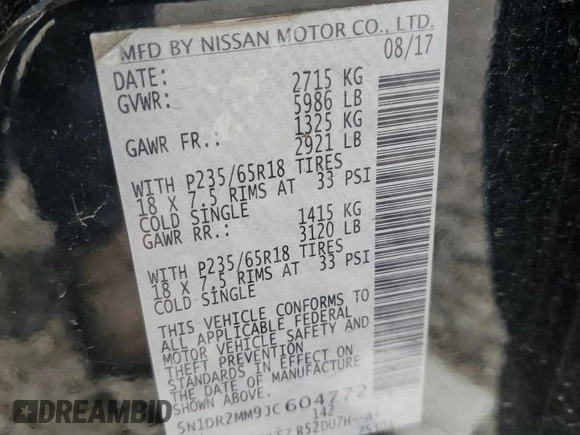 MFD BY NISSAN MOTOR CO., LTD.
DATE: 08/17
GVWR: 2715 KG
5986 LB
GAWR FR.: 1325 KG
2921 LB
WITH P235/65R18 TIRES
18 X 7.5 RIMS AT 33 PSI
COLD SINGLE
GAWR RR.: 1415 KG
3120 LB
WITH P235/65R18 TIRES
18 X 7.5 RIMS AT 33 PSI
COLD SINGLE
THIS VEHICLE CONFORMS TO
ALL APPLICABLE FEDERAL
MOTOR VEHICLE SAFETY AND
THEFT PREVENTION
STANDARDS IN EFFECT ON
THE DATE OF MANUFACTURE
SHOWN ABOVE.
5N1DR2MM9JC604772
142